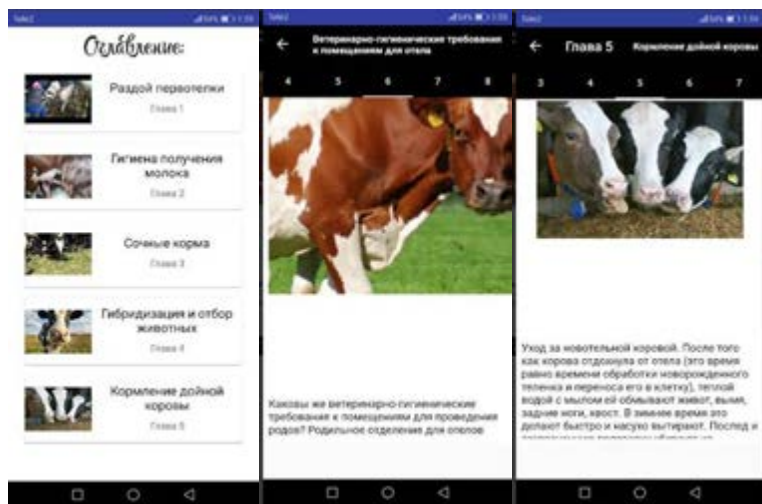 Tele2
Оглавление:
Раздой первотелки
Глава 1
Гигиена получения
молока
Глава 2
Сочные корма
Глава 3
Гибридизация и отбор
животных
Глава 4
Кормление дойной
коровы
Глава 5
Ветеринарно-гигиенические требования
к помещениям для отела
4 5 6 7 8
Каковы же ветеринарно-гигиенические
требования к помещениям для проведения
родов? Родильное отделение для отелов
Глава 5 Кормление дойной коровы
3 4 5 6 7
Уход за новотельной коровой. После того
как корова отдохнула от отела (это время
равно времени обработки новорожденного
теленка и переноса его в клетку), теплой
водой с мылом ей обмывают живот, вымя,
задние ноги, хвост. В зимнее время это
делают быстро и насухо вытирают. Послед и